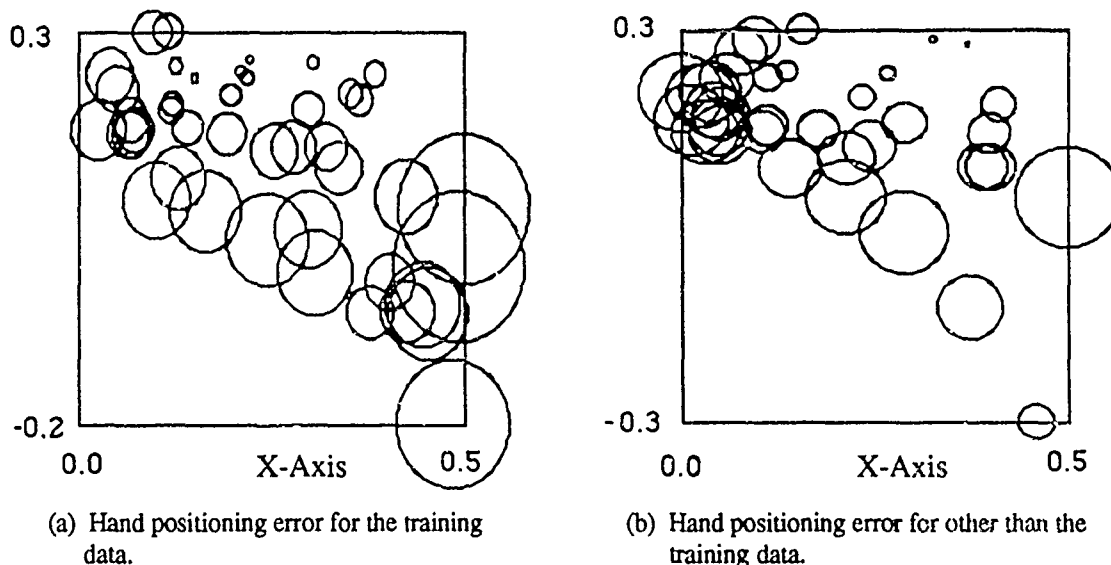 0.3
-0.2
0.0
X-Axis
0.5
(a) Hand positioning error for the training
data.
0.3
-0.3
0.0
X-Axis
0.5
(b) Hand positioning error for other than the
training data.